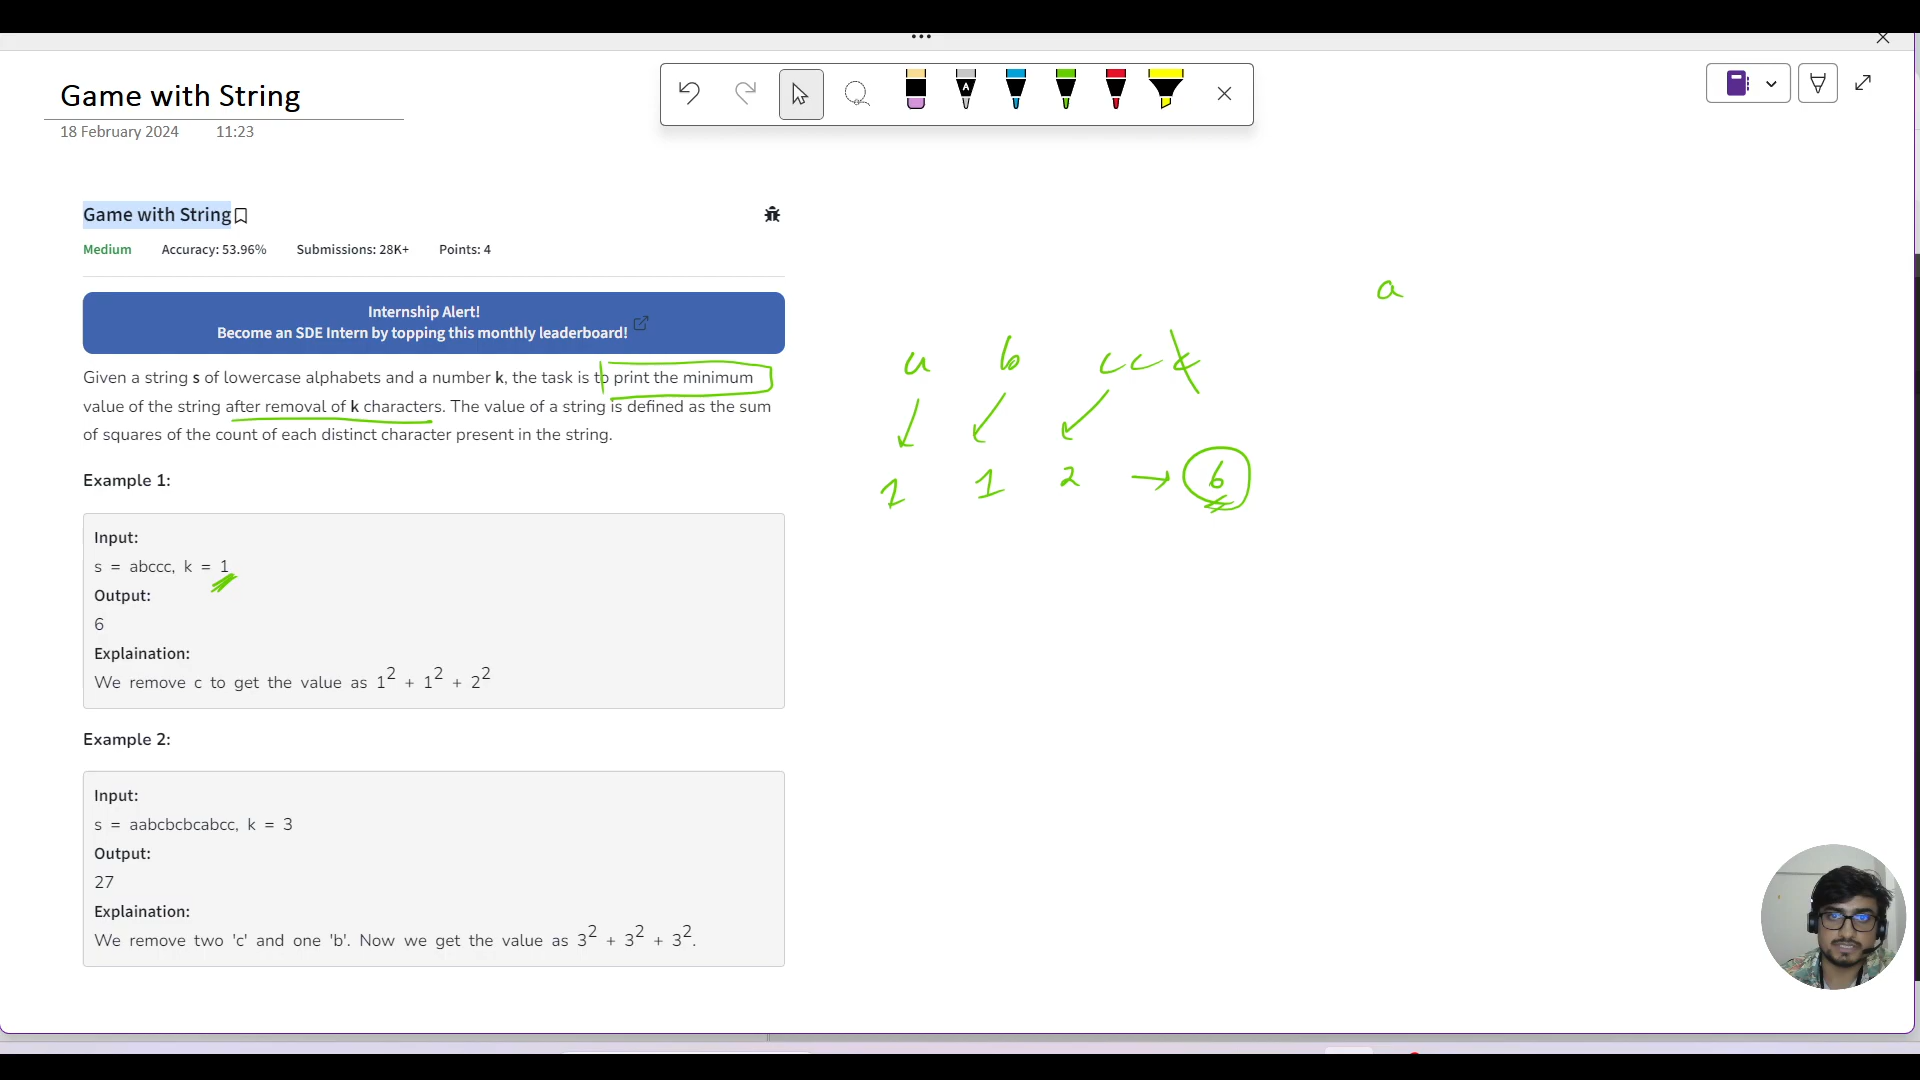 Game with String
18 February 2024 11:23
Game with String
Medium Accuracy: 53.96% Submissions: 28K+ Points: 4
Internship Alert!
Become an SDE Intern by topping this monthly leaderboard!
Given a string s of lowercase alphabets and a number k, the task is to print the minimum
value of the string after removal of k characters. The value of a string is defined as the sum
of squares of the count of each distinct character present in the string.
Example 1:
Input:
s = abccc, k = 1
Output:
6
Explaination:
We remove c to get the value as 1² + 1² + 2²
Example 2:
Input:
s = aabcbcbcabcc, k = 3
Output:
27
Explaination:
We remove two 'c' and one 'b'. Now we get the value as 3² + 3² + 3².
a
a b c c c
1 1 2 → 6
A